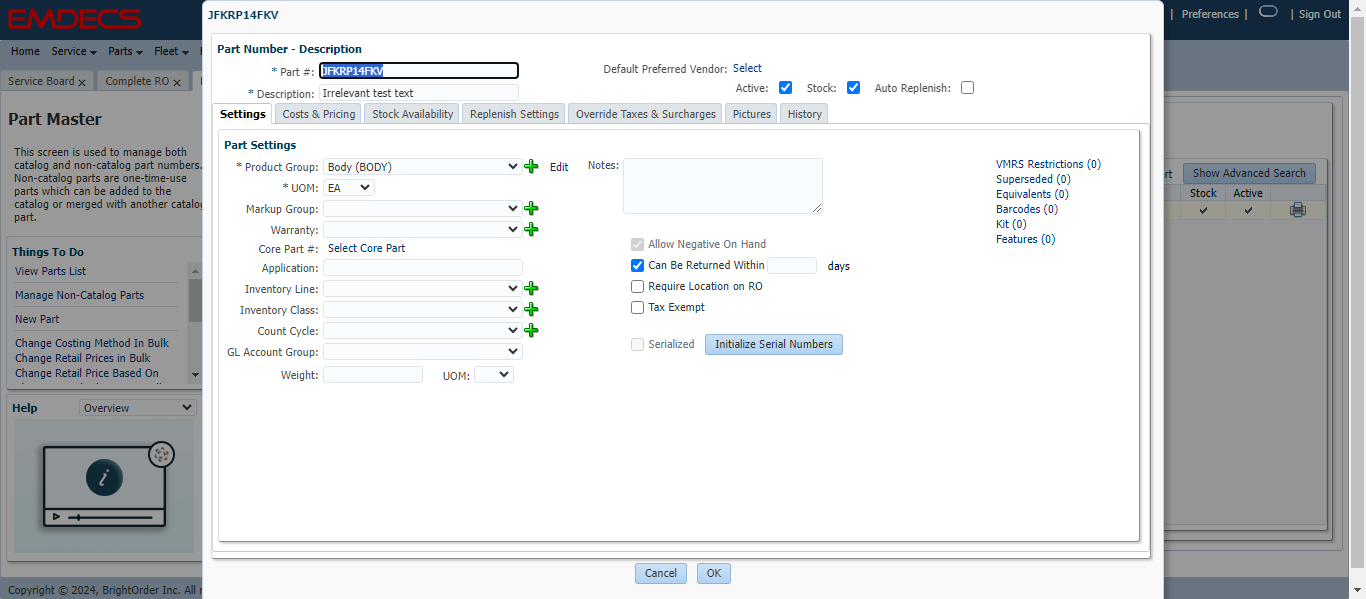 EMDECS
| Preferences |
| Sign Out
Home Service Parts Fleet
Service Board x
Complete RO x
Part Master
This screen is used to manage both
catalog and non-catalog part numbers.
Non-catalog parts are one-time-use
parts which can be added to the
catalog or merged with another catalog
part.
Things To Do
View Parts List
Manage Non-Catalog Parts
New Part
Change Costing Method In Bulk
Change Retail Prices in Bulk
Change Retail Price Based On
Help
Overview
i
Copyright © 2024, BrightOrder Inc. All
JFKRP14FKV
Part Number - Description
* Part #: JFKRP14FKV
* Description: Irrelevant test text
Default Preferred Vendor: Select
Active: Stock: Auto Replenish:
Settings
Costs & Pricing
Stock Availability
Replenish Settings
Override Taxes & Surcharges
Pictures
History
Part Settings
* Product Group: Body (BODY) Edit
* UOM: EA
Markup Group:
Warranty:
Core Part #: Select Core Part
Application:
Inventory Line:
Inventory Class:
Count Cycle:
GL Account Group:
Weight: UOM:
Notes:
Allow Negative On Hand
Can Be Returned Within days
Require Location on RO
Tax Exempt
Serialized Initialize Serial Numbers
VMRS Restrictions (0)
Superseded (0)
Equivalents (0)
Barcodes (0)
Kit (0)
Features (0)
Cancel OK
Show Advanced Search
Stock Active